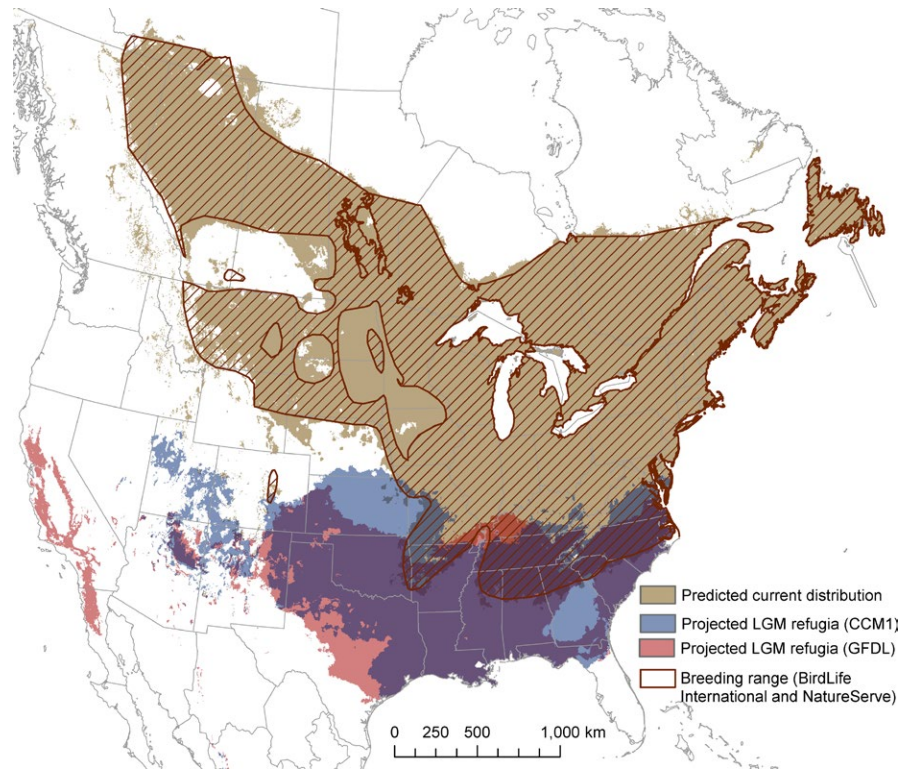 Predicted current distribution
Projected LGM refugia (CCM1)
Projected LGM refugia (GFDL)
Breeding range (BirdLife
International and NatureServe)
0 250 500 1,000 km